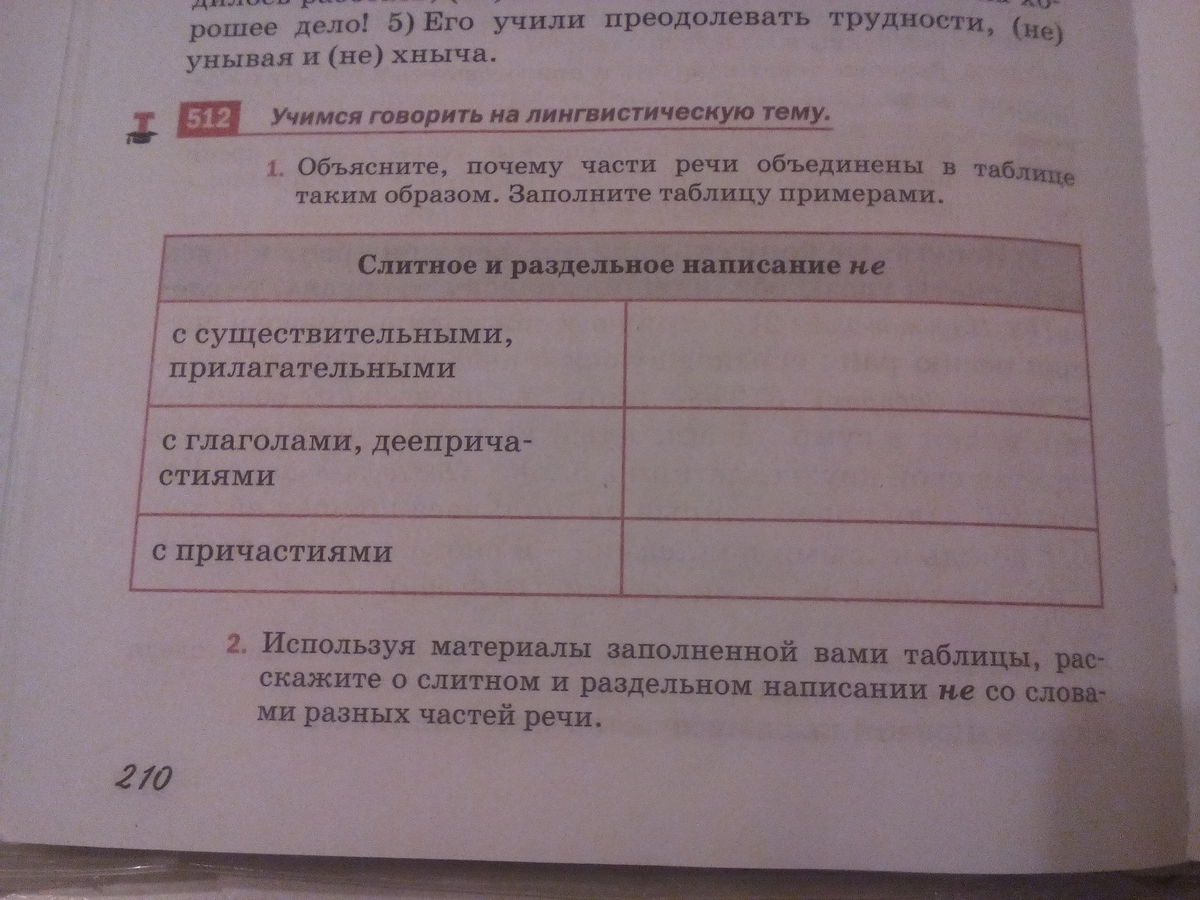 рошее дело! 5) Его учили преодолевать трудности, (не)
унывая и (не) хныча.
512 Учимся говорить на лингвистическую тему.
1. Объясните, почему части речи объединены в таблице
таким образом. Заполните таблицу примерами.
Слитное и раздельное написание не
с существительными,
прилагательными
с глаголами, дееприча-
стиями
с причастиями
2. Используя материалы заполненной вами таблицы, рас-
скажите о слитном и раздельном написании не со слова-
ми разных частей речи.
210